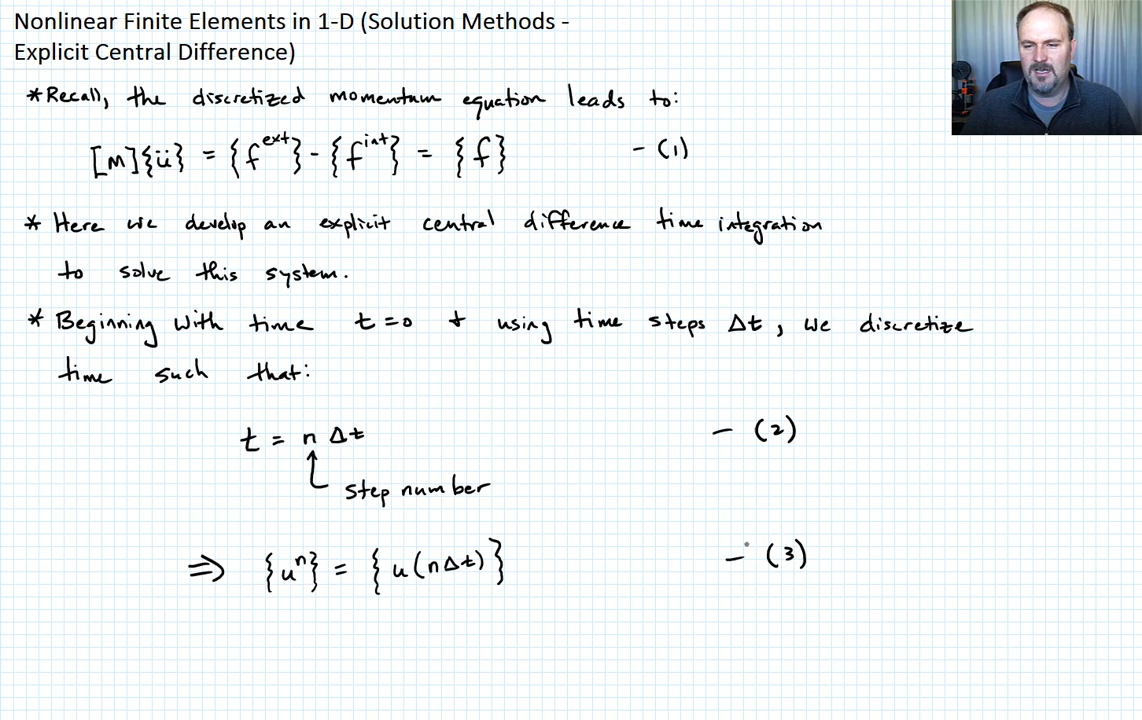 Nonlinear Finite Elements in 1-D (Solution Methods -
Explicit Central Difference)
* Recall, the discretized momentum equation leads to:
[m]{ü} = {f^ext} - {f^int} = {f} - (1)
* Here we develop an explicit central difference time integration
to solve this system.
* Beginning with time t=0 + using time steps Δt, we discretize
time such that:
t = n Δt - (2)
step number
⇒ {u^n} = {u(nΔt)} - (3)